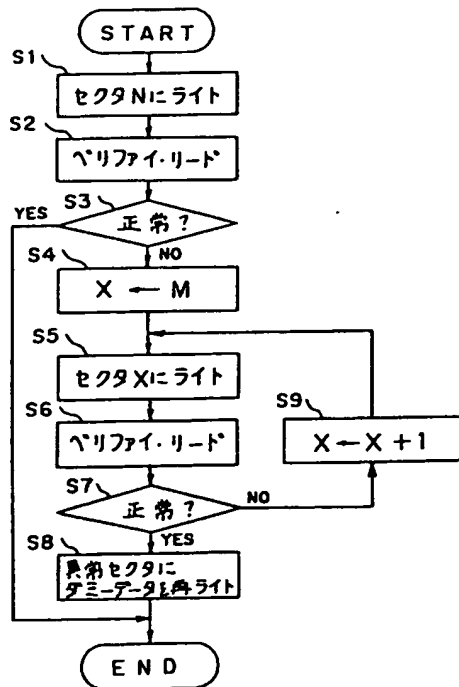 START
S1
セクタNにライト
S2
ベリファイ・リード
S3
YES
正常?
NO
S4
X ← M
S5
セクタXにライト
S6
ベリファイ・リード
S9
X ← X + 1
S7
正常?
NO
YES
S8
異常セクタに
ダミーデータを再ライト
END